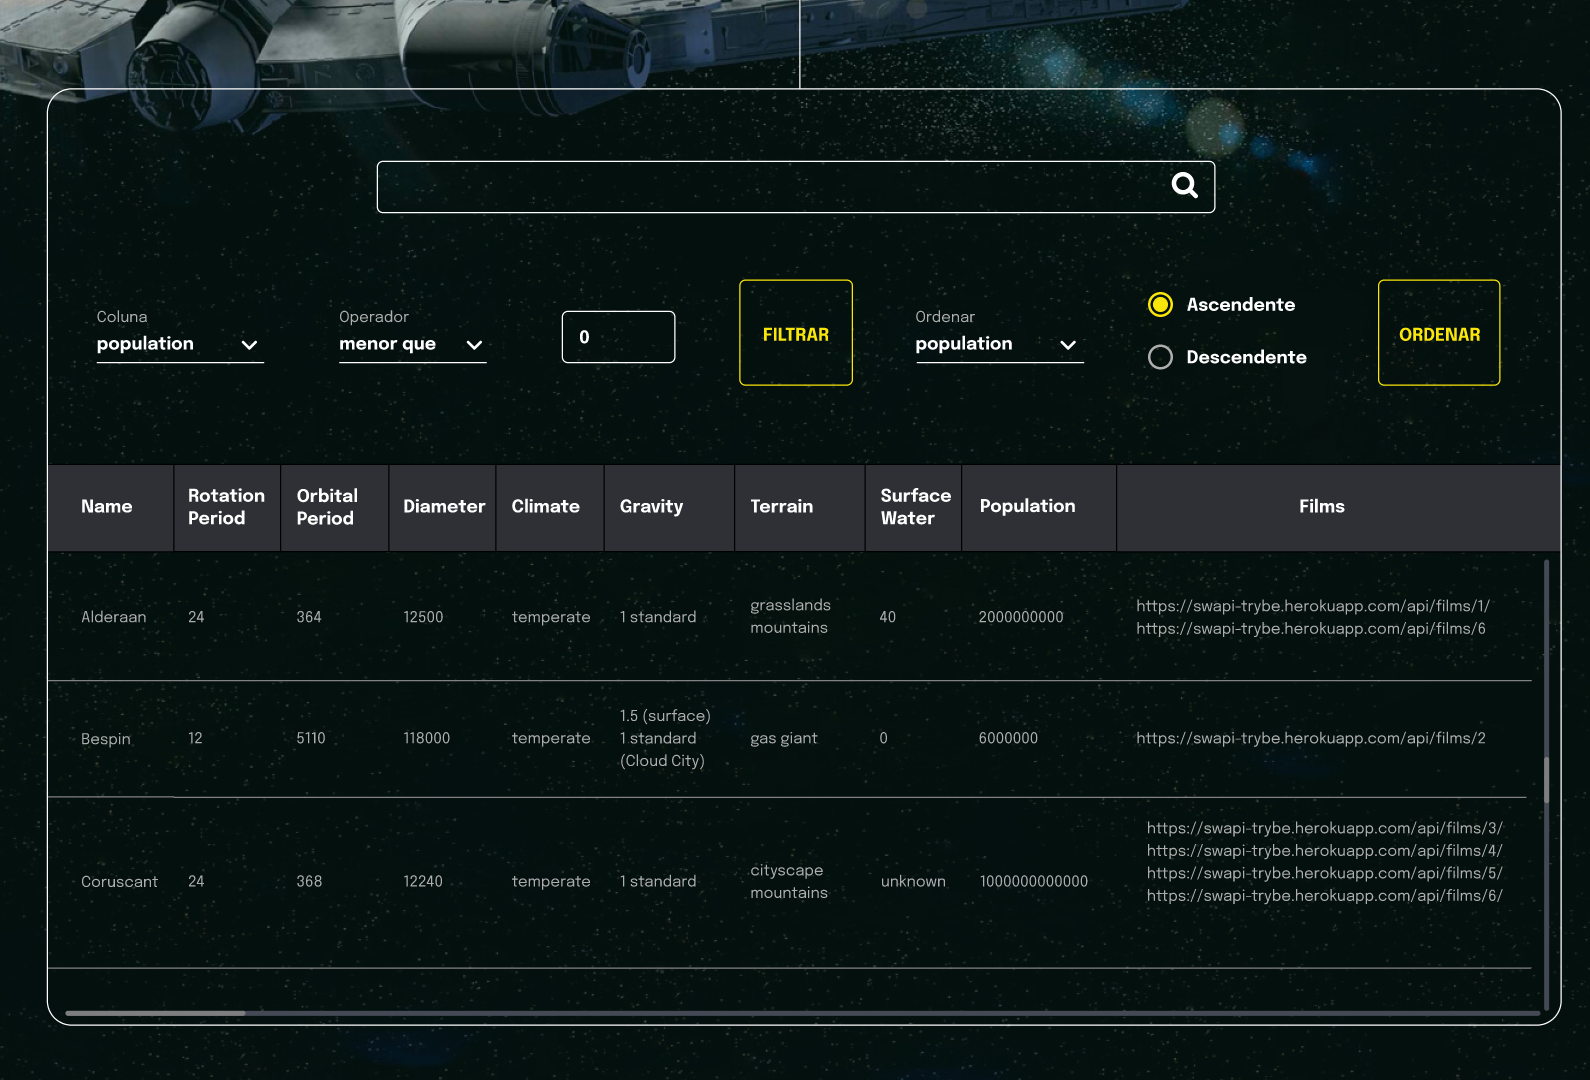 Coluna
population
Operador
menor que
0
FILTRAR
Ordenar
population
Ascendente
Descendente
ORDENAR
Name
Rotation
Period
Orbital
Period
Diameter
Climate
Gravity
Terrain
Surface
Water
Population
Films
Alderaan
24
364
12500
temperate
1 standard
grasslands
mountains
40
2000000000
https://swapi-trybe.herokuapp.com/api/films/1/
https://swapi-trybe.herokuapp.com/api/films/6
Bespin
12
5110
118000
temperate
1.5 (surface)
1 standard
(Cloud City)
gas giant
0
6000000
https://swapi-trybe.herokuapp.com/api/films/2
Coruscant
24
368
12240
temperate
1 standard
cityscape
mountains
unknown
1000000000000
https://swapi-trybe.herokuapp.com/api/films/3/
https://swapi-trybe.herokuapp.com/api/films/4/
https://swapi-trybe.herokuapp.com/api/films/5/
https://swapi-trybe.herokuapp.com/api/films/6/